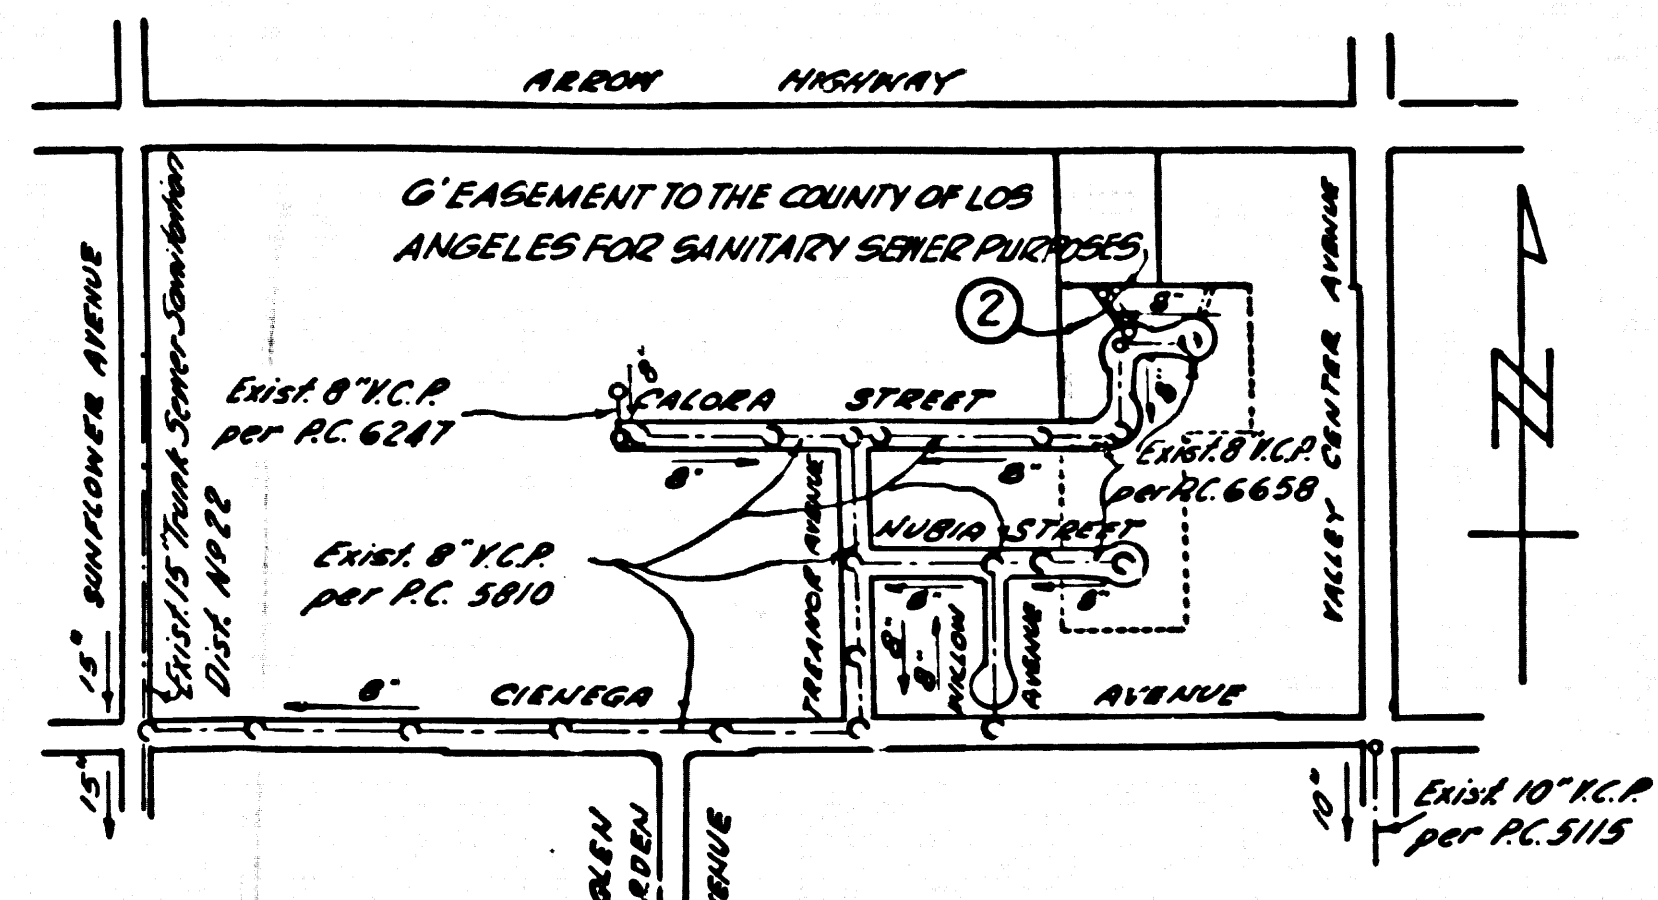 ARROW HIGHWAY
6' EASEMENT TO THE COUNTY OF LOS
ANGELES FOR SANITARY SEWER PURPOSES
2
8"
8"
8"
CALORA STREET
Exist. 8" V.C.P.
per P.C. 6247
8"
8"
Exist. 8" V.C.P.
per P.C. 6658
NUBIA STREET
Exist. 8" V.C.P.
per P.C. 5810
8"
8"
8"
8"
TREANOR AVENUE
WILLOW
AVENUE
SUNFLOWER AVENUE
Exist. 15" Trunk Sewer-Sanitation
Dist. Nº 22
VALLEY CENTER AVENUE
15"
8"
CIENEGA AVENUE
15"
10"
Exist. 10" V.C.P.
per P.C. 5115
GLEN
RDEN
ENUE